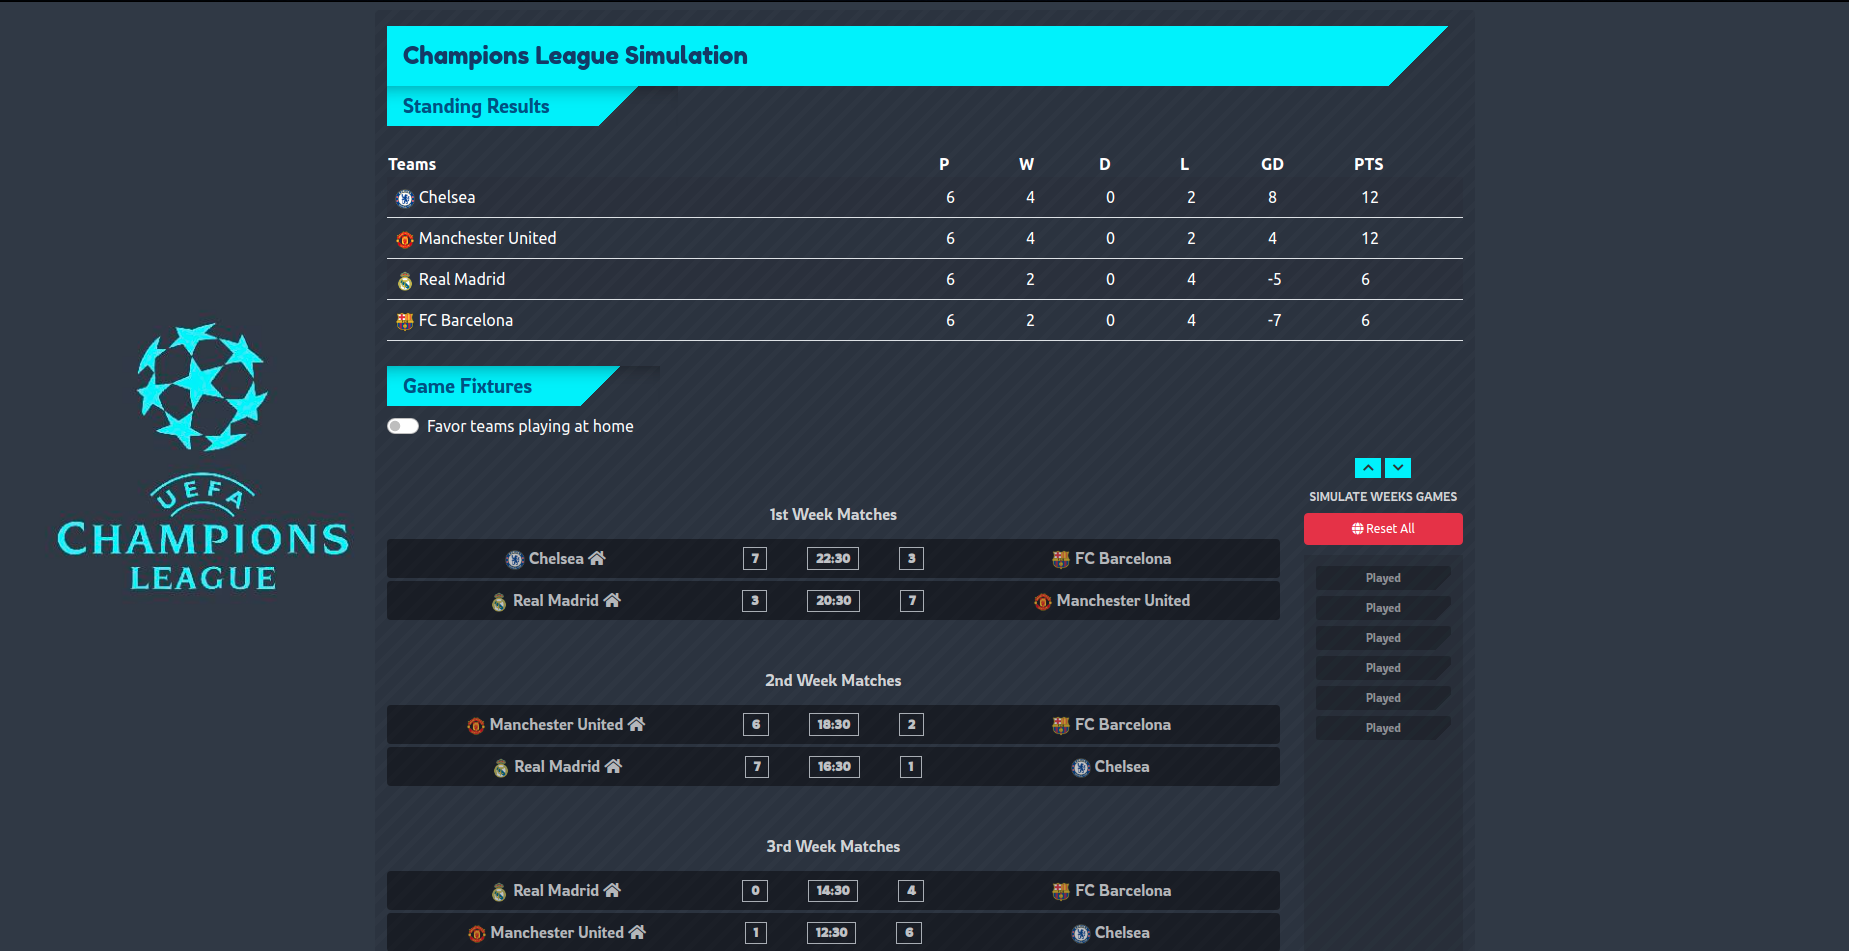 Champions League Simulation
Standing Results
Teams P W D L GD PTS
Chelsea 6 4 0 2 8 12
Manchester United 6 4 0 2 4 12
Real Madrid 6 2 0 4 -5 6
FC Barcelona 6 2 0 4 -7 6
UEFA
CHAMPIONS
LEAGUE
Game Fixtures
Favor teams playing at home
1st Week Matches
Chelsea 7 22:30 3 FC Barcelona
Real Madrid 3 20:30 7 Manchester United
2nd Week Matches
Manchester United 6 18:30 2 FC Barcelona
Real Madrid 7 16:30 1 Chelsea
3rd Week Matches
Real Madrid 0 14:30 4 FC Barcelona
Manchester United 1 12:30 6 Chelsea
SIMULATE WEEKS GAMES
Reset All
Played
Played
Played
Played
Played
Played